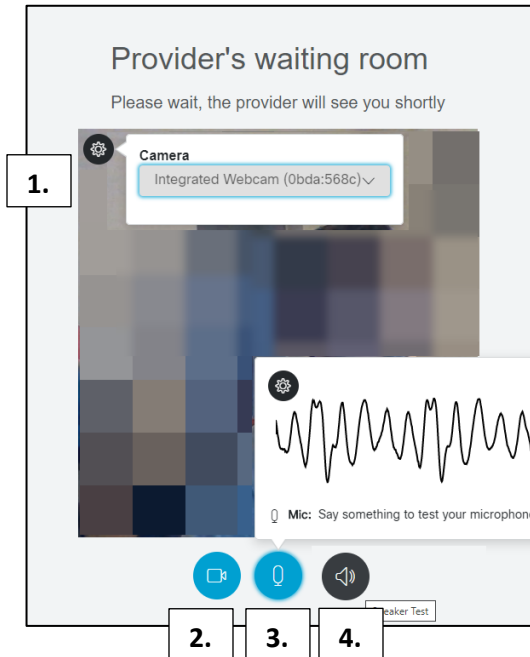 Provider's waiting room
Please wait, the provider will see you shortly
Camera
1.
Integrated Webcam (0bda:568c)
Mic: Say something to test your microphone
Test
2.
3.
4.